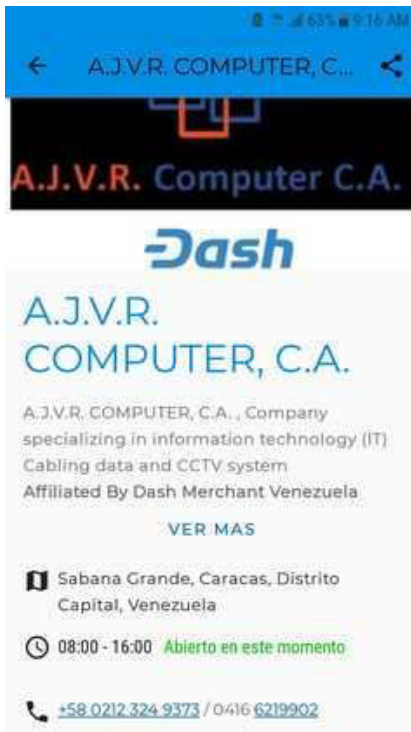 63% 9:16 AM
A.J.V.R. COMPUTER, C...
A.J.V.R. Computer C.A.
Dash
A.J.V.R.
COMPUTER, C.A.
A.J.V.R. COMPUTER, C.A. , Company
specializing in information technology (IT)
Cabling data and CCTV system
Affiliated By Dash Merchant Venezuela
VER MAS
Sabana Grande, Caracas, Distrito
Capital, Venezuela
08:00 - 16:00 Abierto en este momento
+58 0212 324 9373 / 0416 6219902